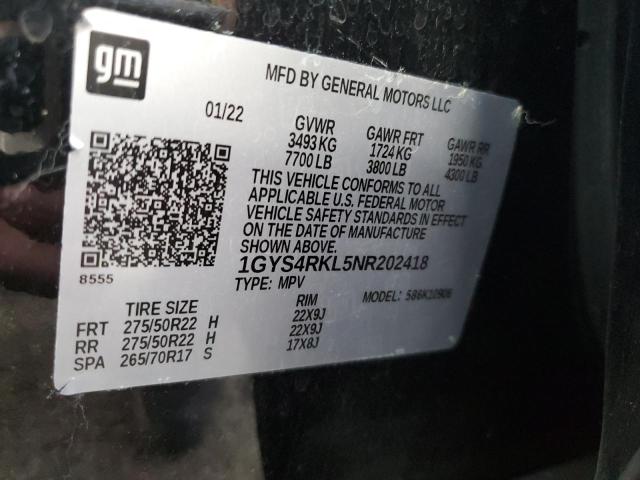 gm
MFD BY GENERAL MOTORS LLC
01/22
GVWR GAWR FRT GAWR RR
3493 KG 1724 KG 1950 KG
7700 LB 3800 LB 4300 LB
THIS VEHICLE CONFORMS TO ALL
APPLICABLE U.S. FEDERAL MOTOR
VEHICLE SAFETY STANDARDS IN EFFECT
ON THE DATE OF MANUFACTURE
SHOWN ABOVE.
8555
1GYS4RKL5NR202418
TYPE: MPV MODEL: 586K10906
TIRE SIZE RIM
FRT 275/50R22 H 22X9J
RR 275/50R22 H 22X9J
SPA 265/70R17 S 17X8J